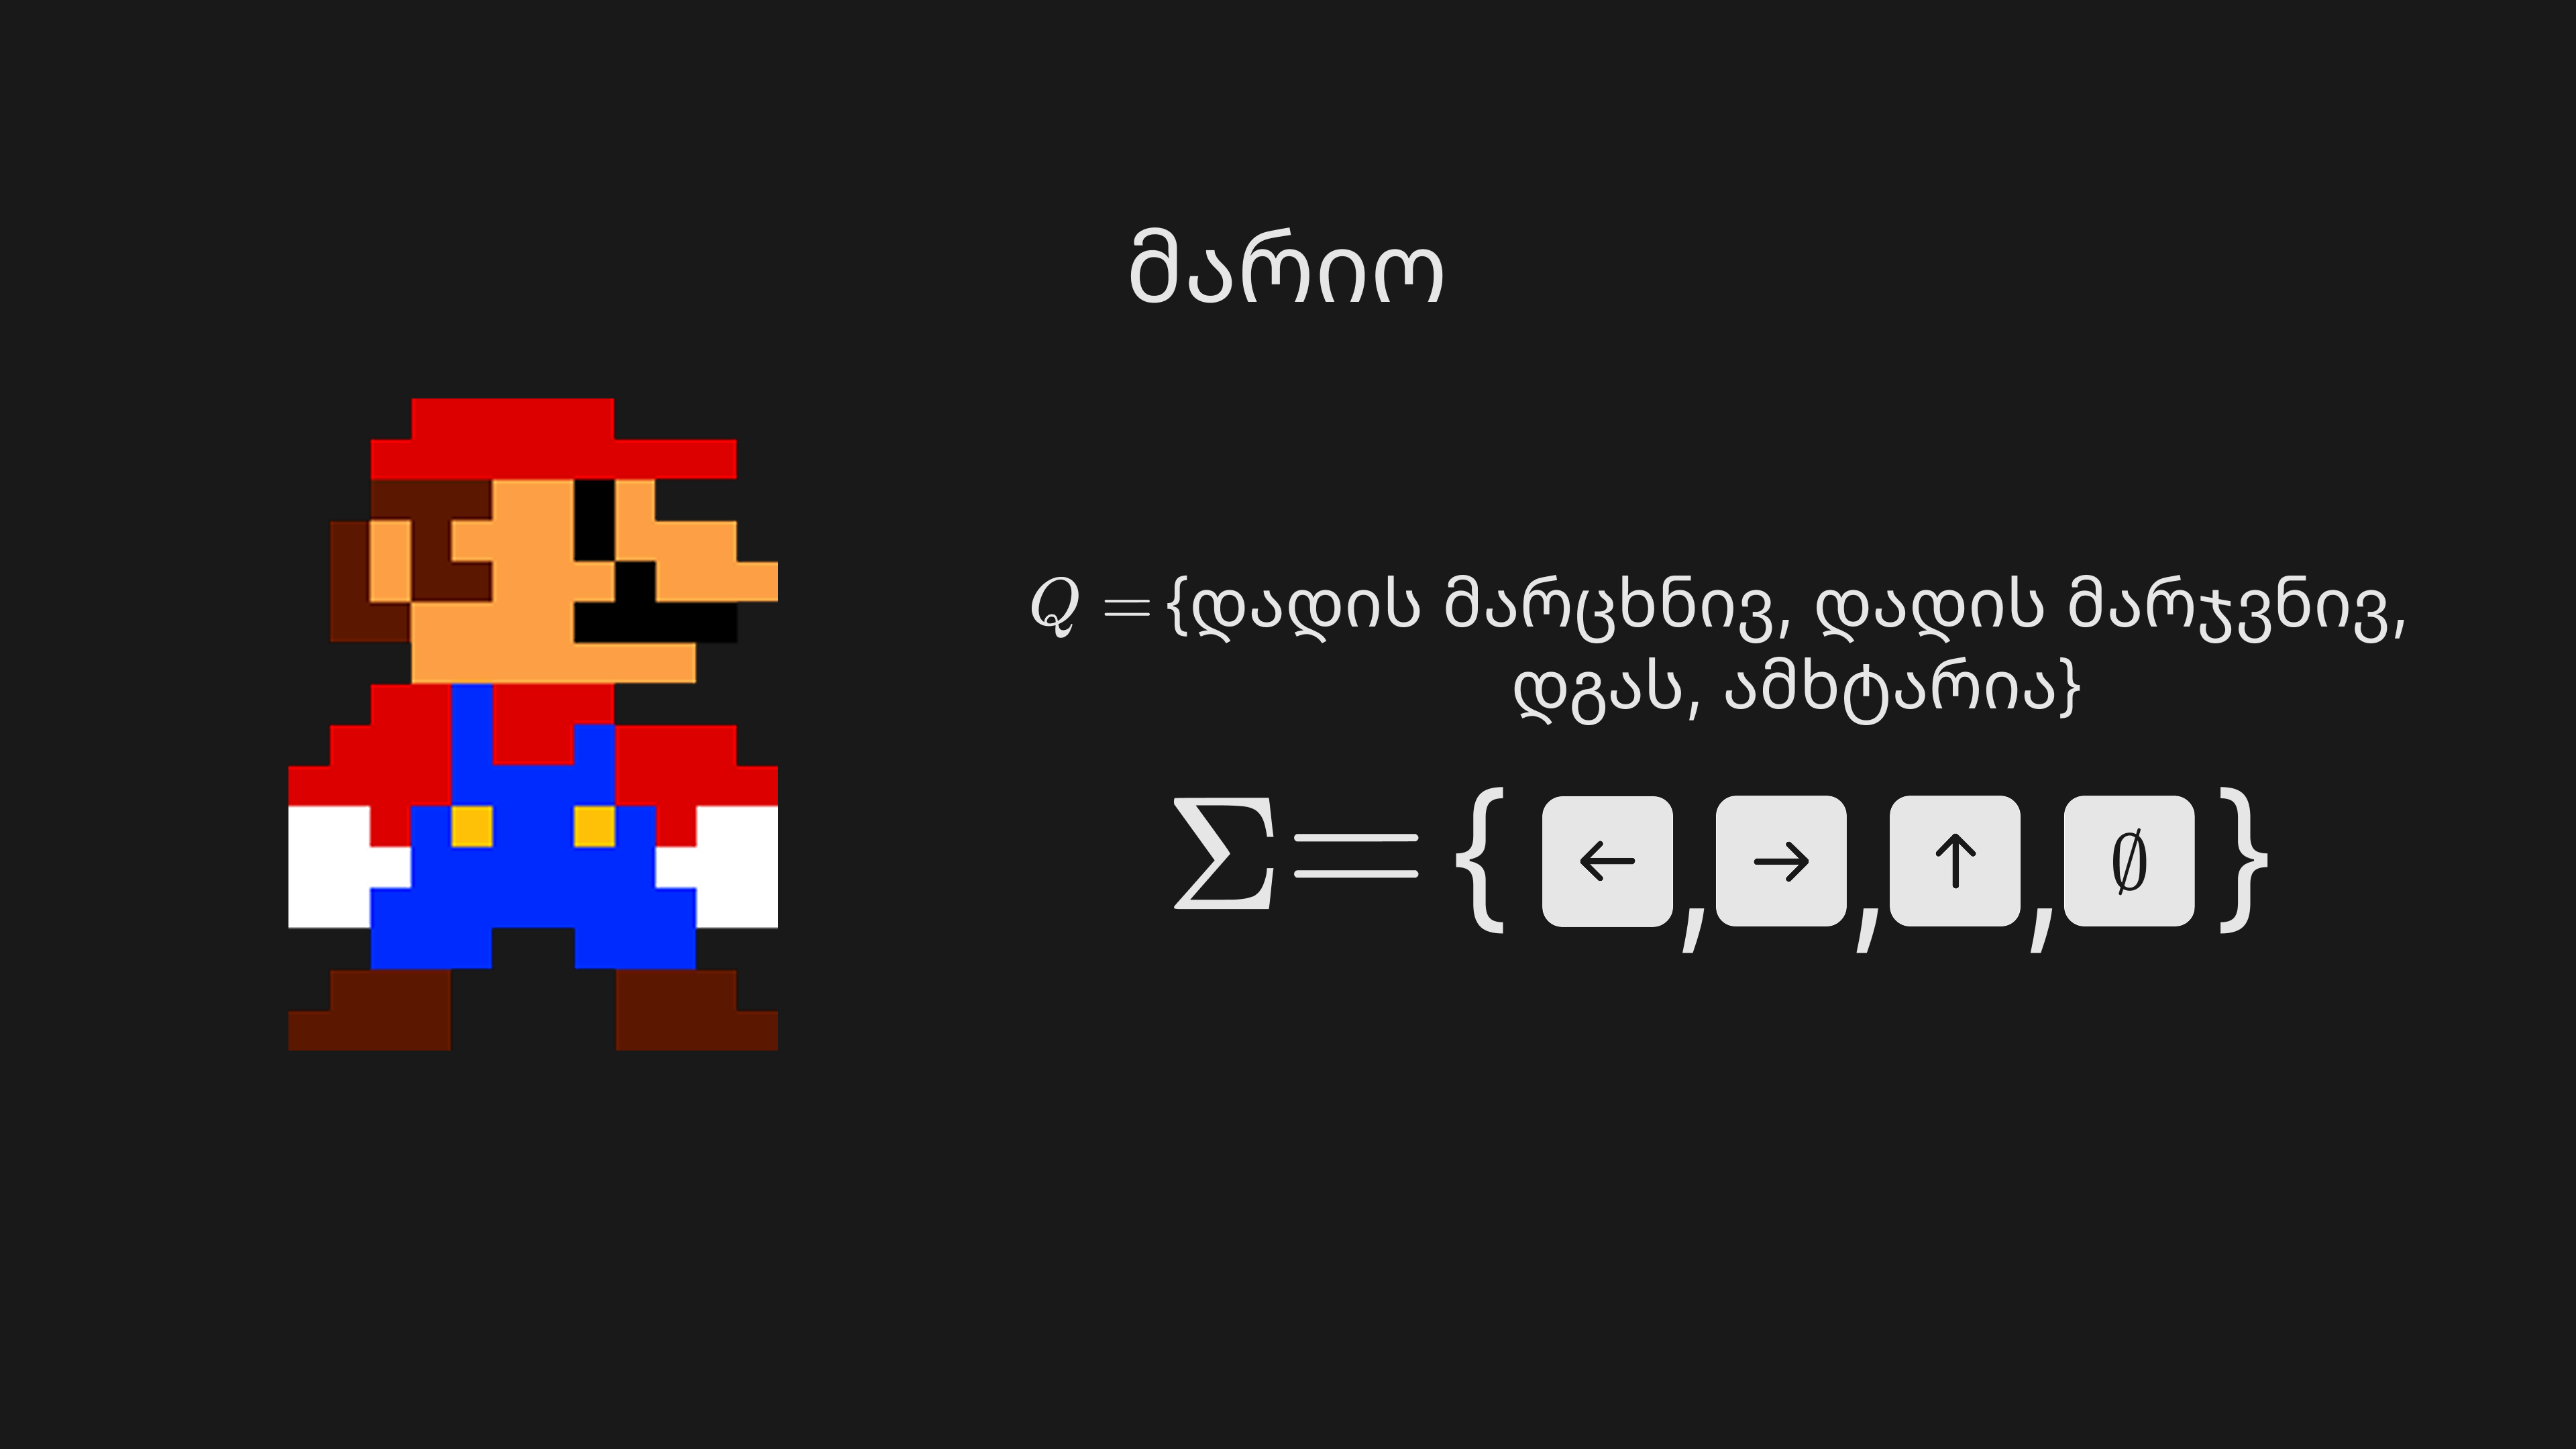 მარიო
Q = {დადის მარცხნივ, დადის მარჯვნივ,
დგას, ამხტარია}
Σ = { ←, →, ↑, ∅ }